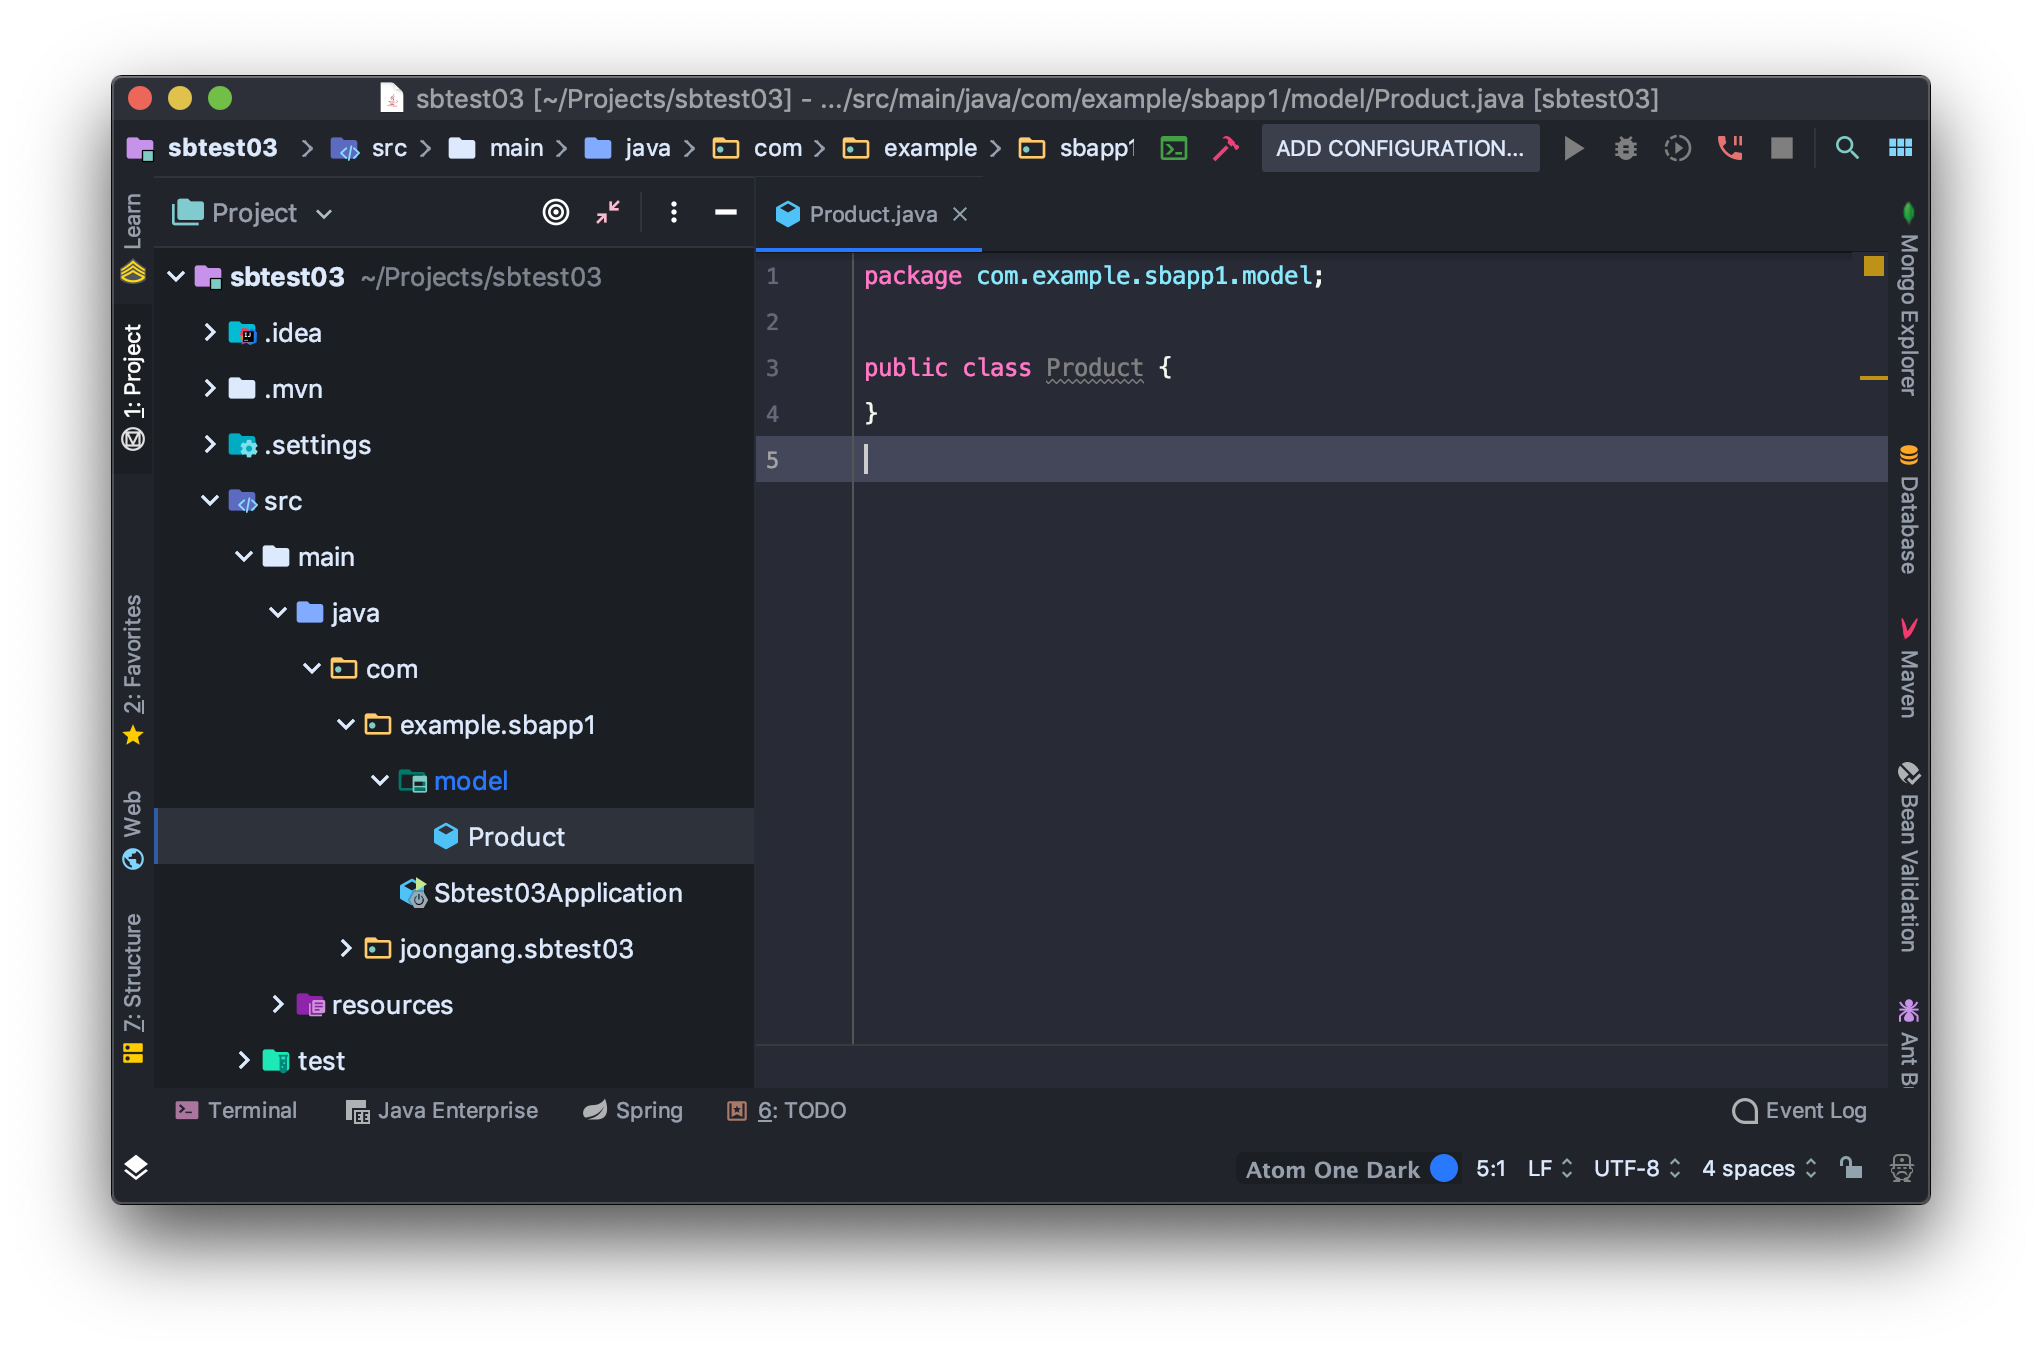 sbtest03 [~/Projects/sbtest03] - .../src/main/java/com/example/sbapp1/model/Product.java [sbtest03]
sbtest03 src main java com example sbapp1 ADD CONFIGURATION...
Learn
1: Project
2: Favorites
Web
7: Structure
Project
sbtest03 ~/Projects/sbtest03
.idea
.mvn
.settings
src
main
java
com
example.sbapp1
model
Product
Sbtest03Application
joongang.sbtest03
resources
test
Product.java
1 package com.example.sbapp1.model;
2
3 public class Product {
4 }
5
Mongo Explorer
Database
Maven
Bean Validation
Ant B
Terminal Java Enterprise Spring 6: TODO Event Log
Atom One Dark 5:1 LF UTF-8 4 spaces